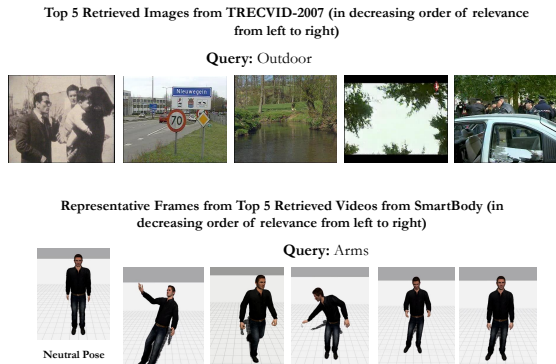 Top 5 Retrieved Images from TRECVID-2007 (in decreasing order of relevance
from left to right)
Query: Outdoor
Nieuwegein
70
Representative Frames from Top 5 Retrieved Videos from SmartBody (in
decreasing order of relevance from left to right)
Query: Arms
Neutral Pose